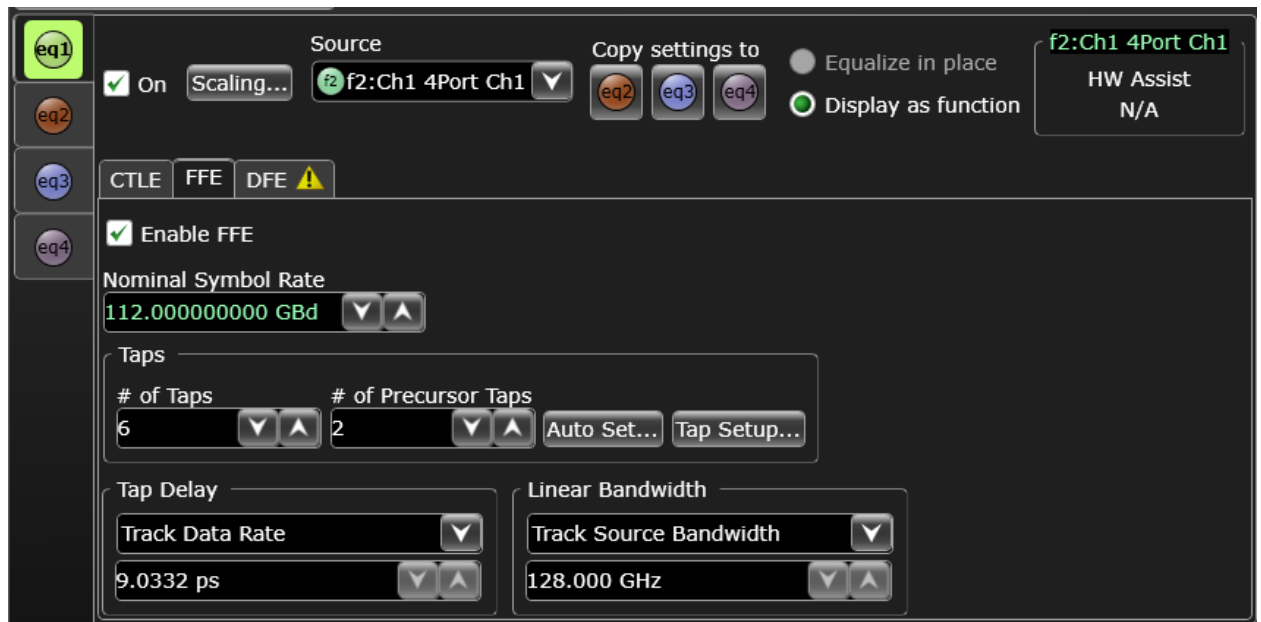 eq1
eq2
eq3
eq4
On
Scaling...
Source
f2 f2:Ch1 4Port Ch1
Copy settings to
eq2 eq3 eq4
Equalize in place
Display as function
f2:Ch1 4Port Ch1
HW Assist
N/A
CTLE FFE DFE
Enable FFE
Nominal Symbol Rate
112.000000000 GBd
Taps
# of Taps # of Precursor Taps
6 2 Auto Set... Tap Setup...
Tap Delay
Track Data Rate
9.0332 ps
Linear Bandwidth
Track Source Bandwidth
128.000 GHz